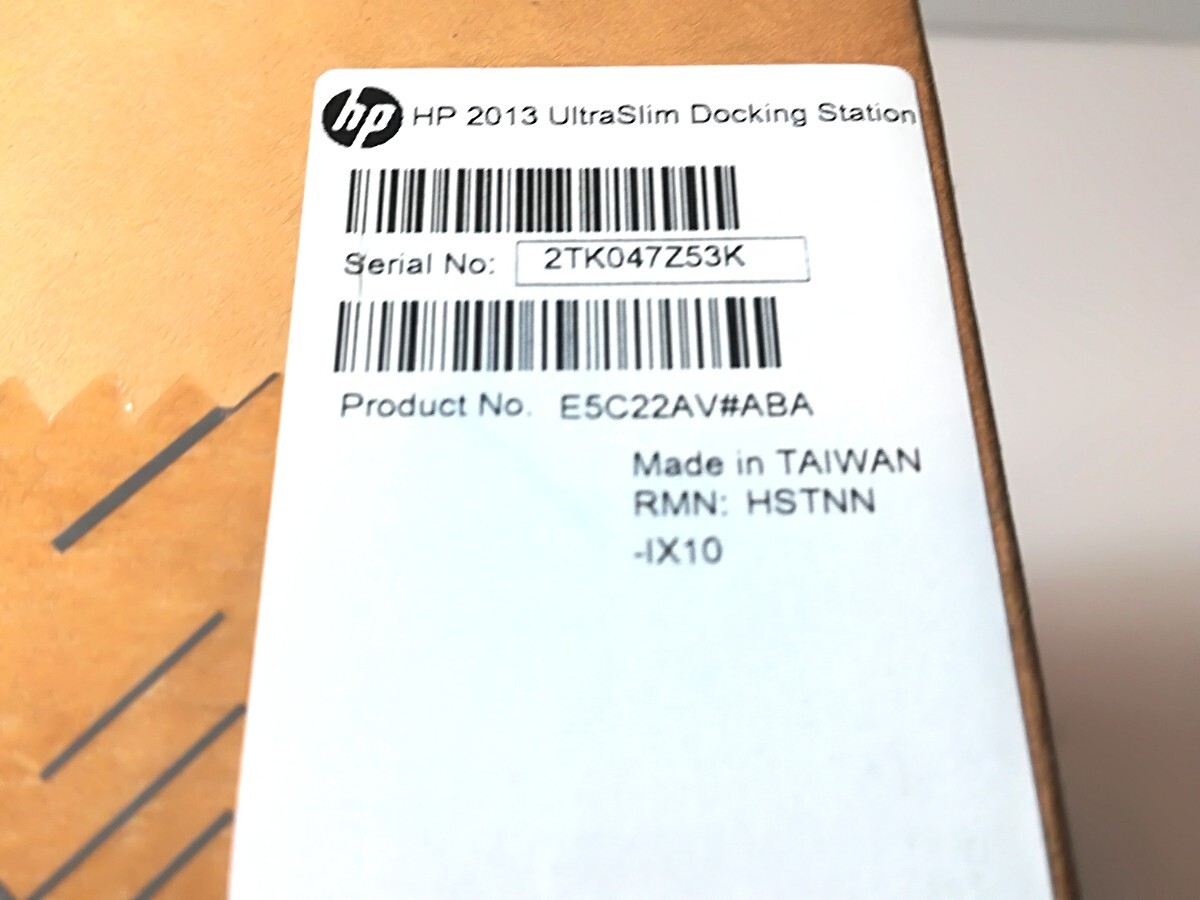 hp HP 2013 UltraSlim Docking Station
Serial No: 2TK047Z53K
Product No. E5C22AV#ABA
Made in TAIWAN
RMN: HSTNN
-IX10